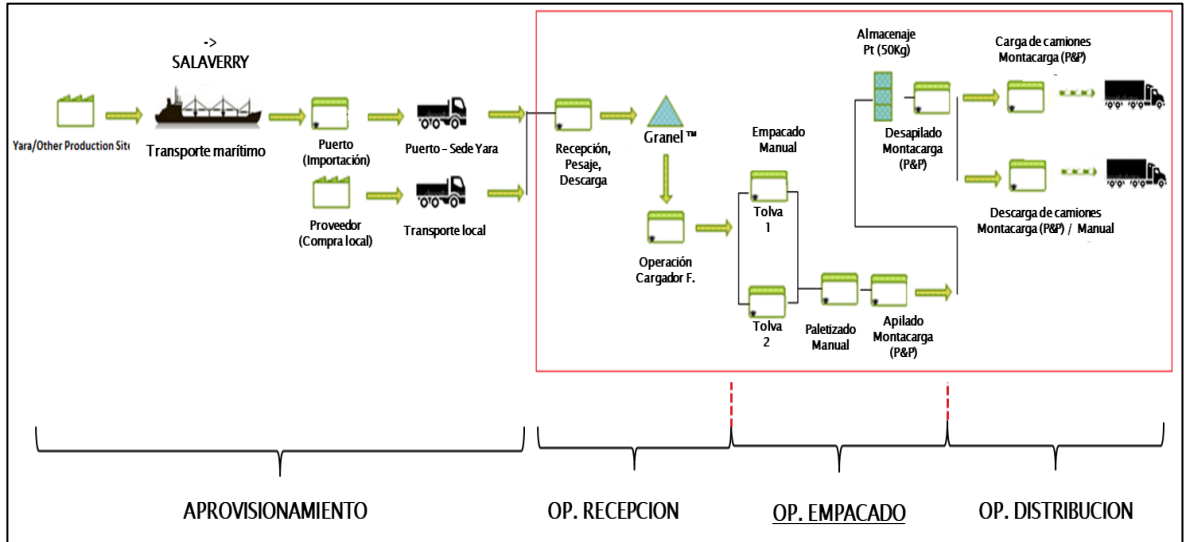 ->
SALAVERRY
Yara/Other Production Site
Transporte marítimo
Puerto
(Importación)
Puerto – Sede Yara
Proveedor
(Compra local)
Transporte local
Recepción,
Pesaje,
Descarga
Granel ™
Operación
Cargador F.
Empacado
Manual
Tolva
1
Tolva
2
Paletizado
Manual
Apilado
Montacarga
(P&P)
Almacenaje
Pt (50Kg)
Desapilado
Montacarga
(P&P)
Carga de camiones
Montacarga (P&P)
Descarga de camiones
Montacarga (P&P) / Manual
APROVISIONAMIENTO
OP. RECEPCION
OP. EMPACADO
OP. DISTRIBUCION